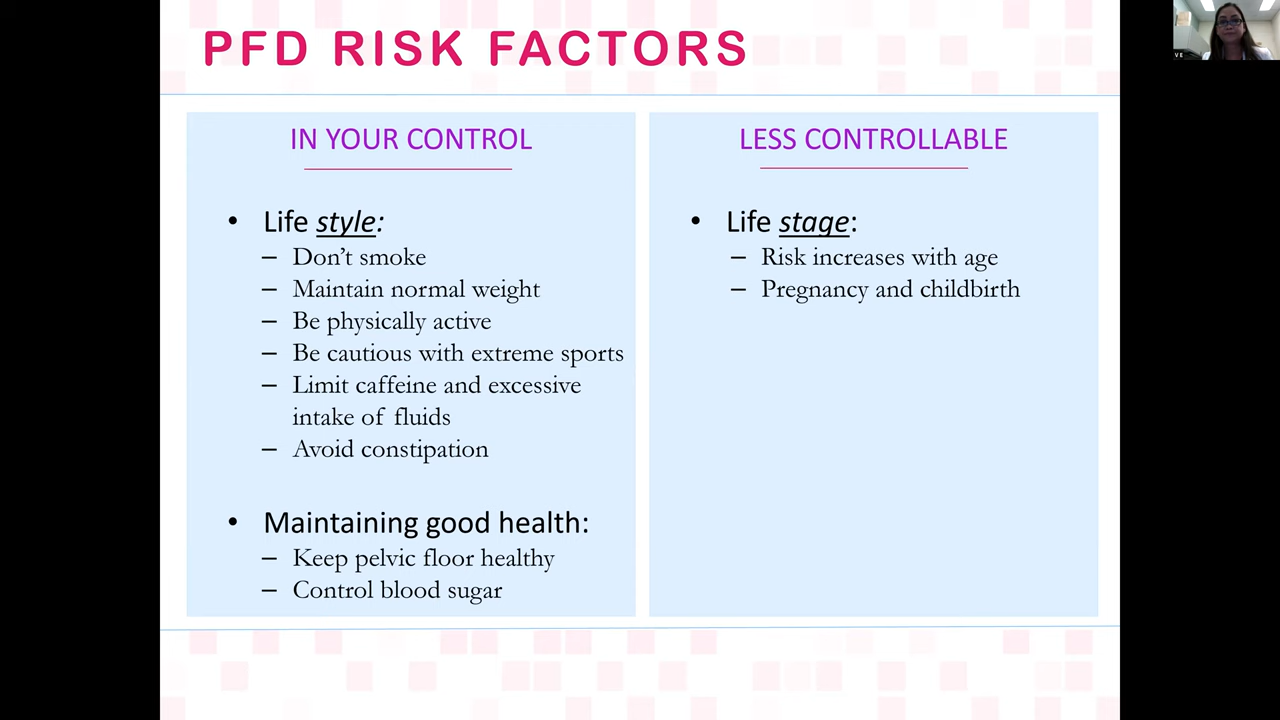 PFD RISK FACTORS
IN YOUR CONTROL
• Life style:
– Don’t smoke
– Maintain normal weight
– Be physically active
– Be cautious with extreme sports
– Limit caffeine and excessive
intake of fluids
– Avoid constipation
• Maintaining good health:
– Keep pelvic floor healthy
– Control blood sugar
LESS CONTROLLABLE
• Life stage:
– Risk increases with age
– Pregnancy and childbirth